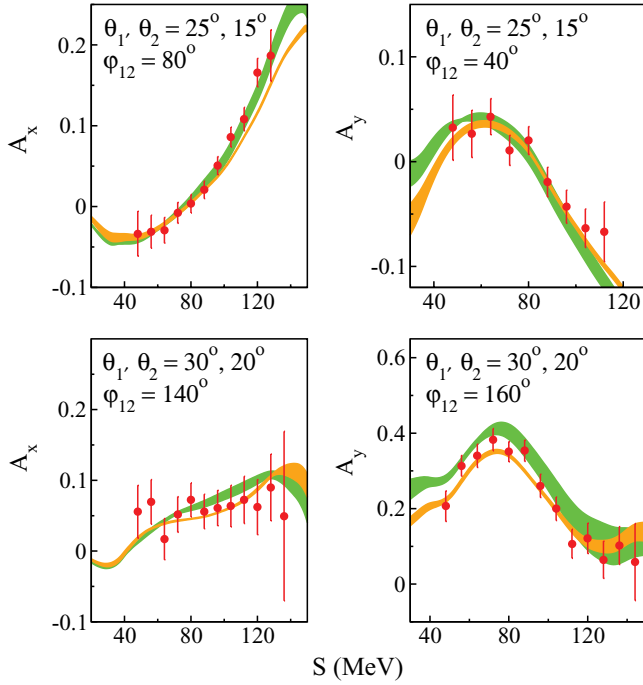 θ₁, θ₂ = 25°, 15°
φ₁₂ = 80°
Aₓ
0.2
0.1
0
-0.1
40 80 120
θ₁, θ₂ = 25°, 15°
φ₁₂ = 40°
A_y
0.1
0
-0.1
40 80 120
θ₁, θ₂ = 30°, 20°
φ₁₂ = 140°
Aₓ
0.2
0.1
0
-0.1
40 80 120
θ₁, θ₂ = 30°, 20°
φ₁₂ = 160°
A_y
0.6
0.4
0.2
0
40 80 120
S (MeV)